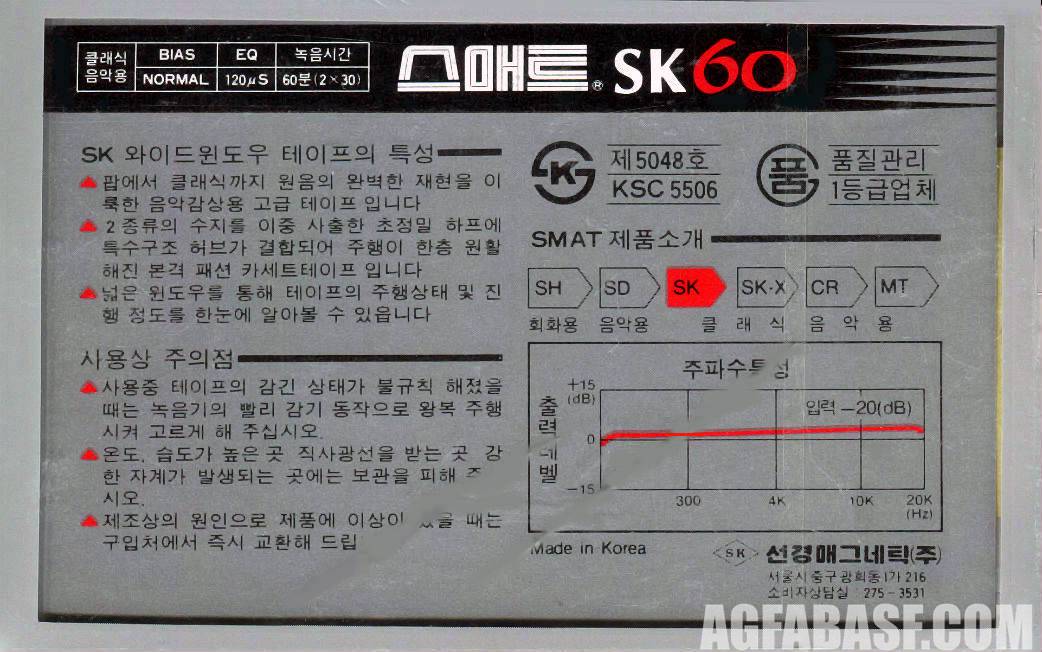 클래식 음악용
BIAS EQ 녹음시간
NORMAL 120μS 60분(2×30)
스매트® SK60
SK 와이드윈도우 테이프의 특성
팝에서 클래식까지 원음의 완벽한 재현을 이
룩한 음악감상용 고급 테이프 입니다
2종류의 수지를 이중 사출한 초정밀 하프에
특수구조 허브가 결합되어 주행이 한층 원활
해진 본격 패션 카세트테이프 입니다
넓은 윈도우를 통해 테이프의 주행상태 및 진
행 정도를 한눈에 알아볼 수 있읍니다
사용상 주의점
사용중 테이프의 감긴 상태가 불규칙 해졌을
때는 녹음기의 빨리 감기 동작으로 왕복 주행
시켜 고르게 해 주십시오.
온도, 습도가 높은 곳 직사광선을 받는 곳 강
한 자계가 발생되는 곳에는 보관을 피해
시오.
제조상의 원인으로 제품에 이상이 때는
구입처에서 즉시 교환해 드립
K
제5048호
KSC 5506
품
품질관리
1등급업체
SMAT 제품소개
SH SD SK SK-X CR MT
회화용 음악용 클래식음악용
주파수특성
+15
(dB)
출력레벨
입력 -20(dB)
0
-15
300 4K 10K 20K
(Hz)
Made in Korea
SK 선경매그네틱(주)
서울시 중구 광희동 1가 216
소비자상담실 : 275-3531
AGFABASF.COM